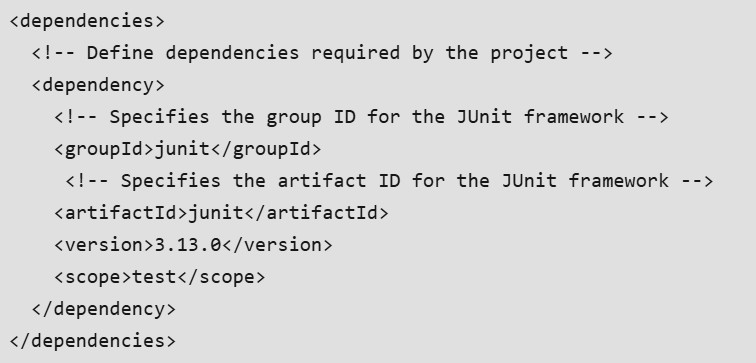 <dependencies>
  <!-- Define dependencies required by the project -->
  <dependency>
    <!-- Specifies the group ID for the JUnit framework -->
    <groupId>junit</groupId>
     <!-- Specifies the artifact ID for the JUnit framework -->
    <artifactId>junit</artifactId>
    <version>3.13.0</version>
    <scope>test</scope>
  </dependency>
</dependencies>